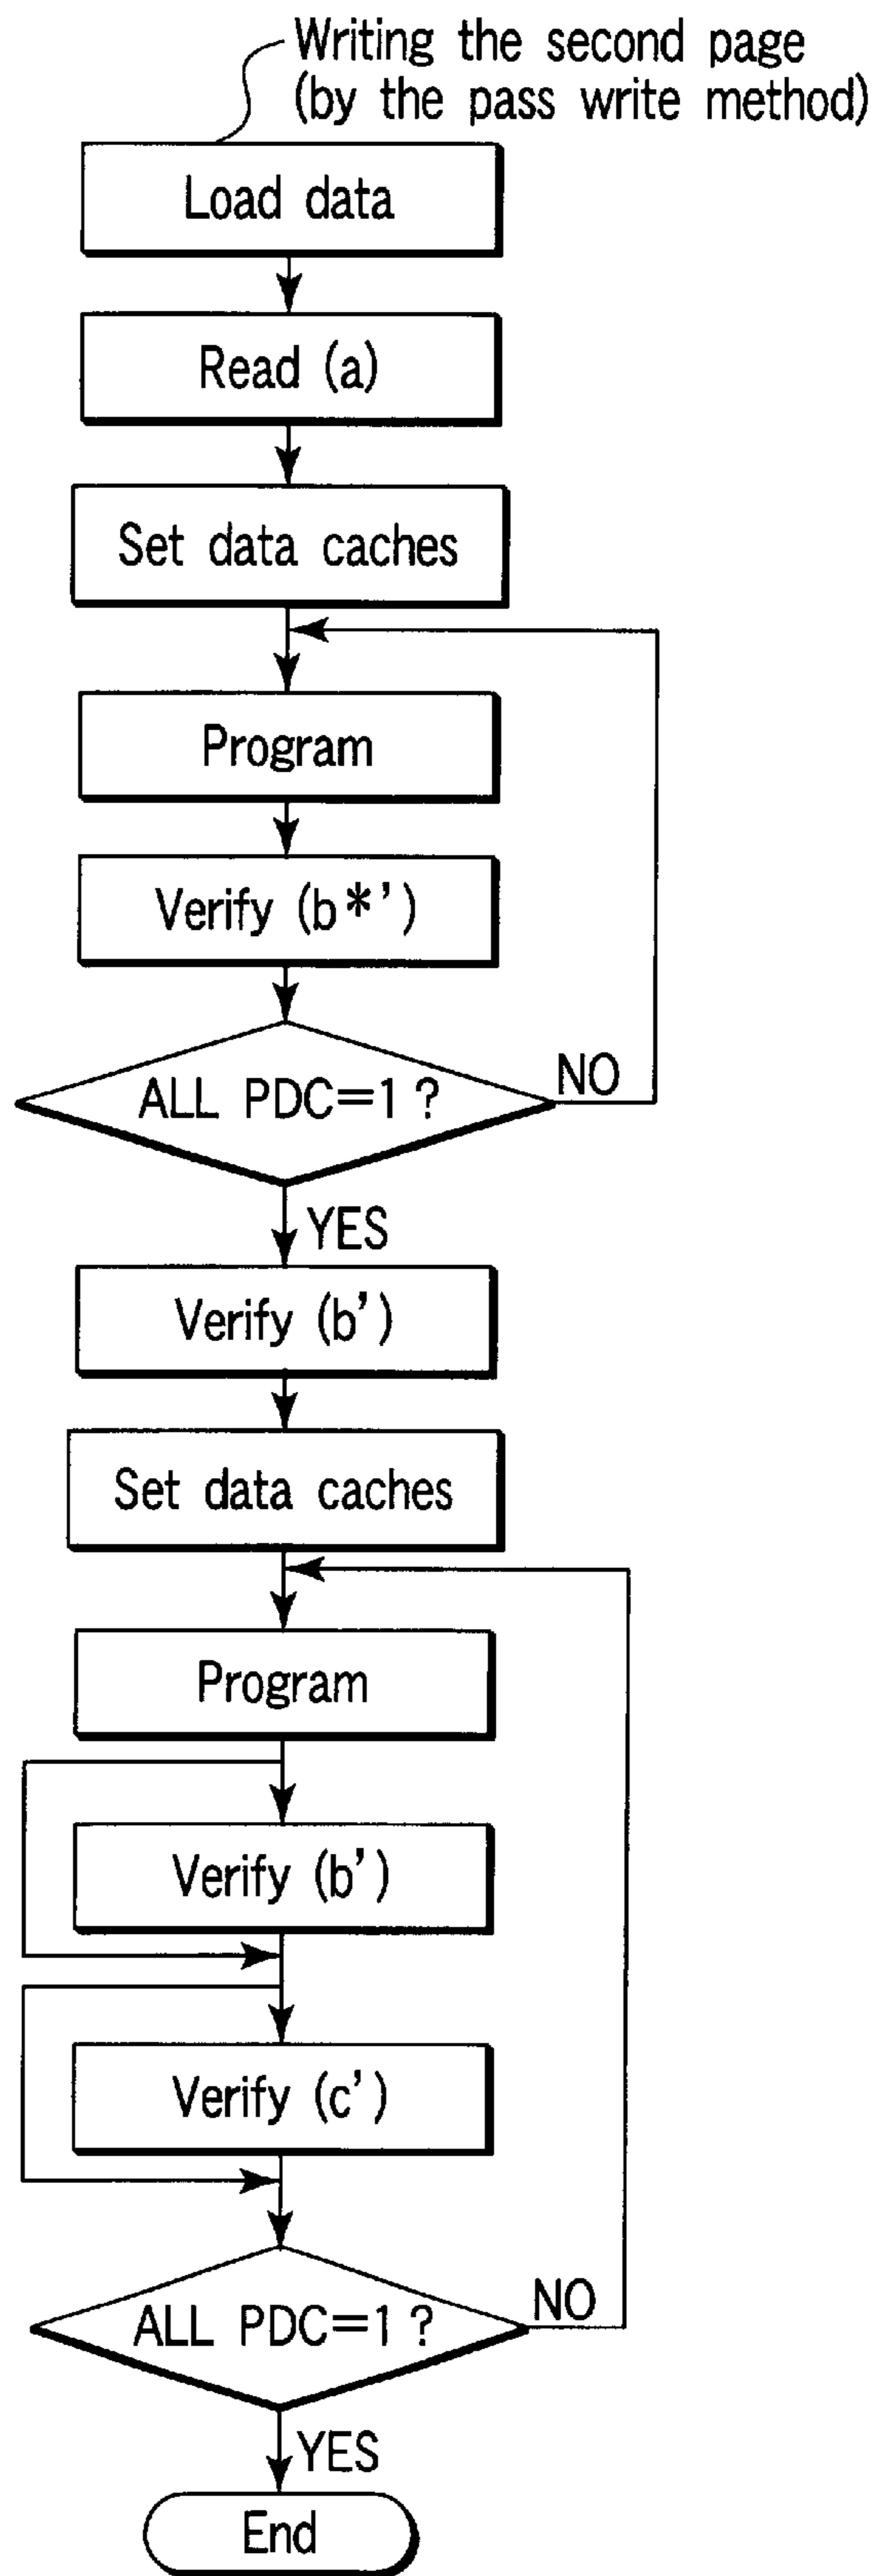 Writing the second page
(by the pass write method)
Load data
Read (a)
Set data caches
Program
Verify (b*')
ALL PDC=1 ?
NO
YES
Verify (b')
Set data caches
Program
Verify (b')
Verify (c')
ALL PDC=1 ?
NO
YES
End